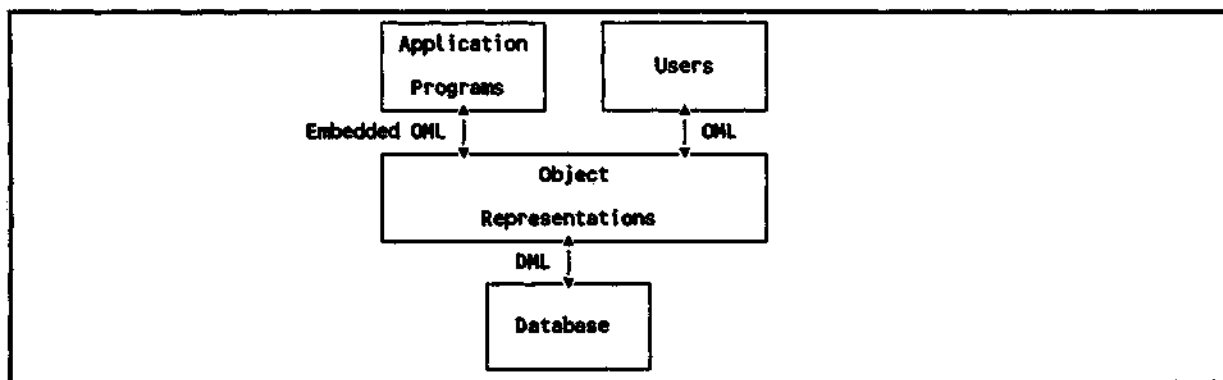 Application
Programs
Users
Embedded OML
OML
Object
Representations
DML
Database